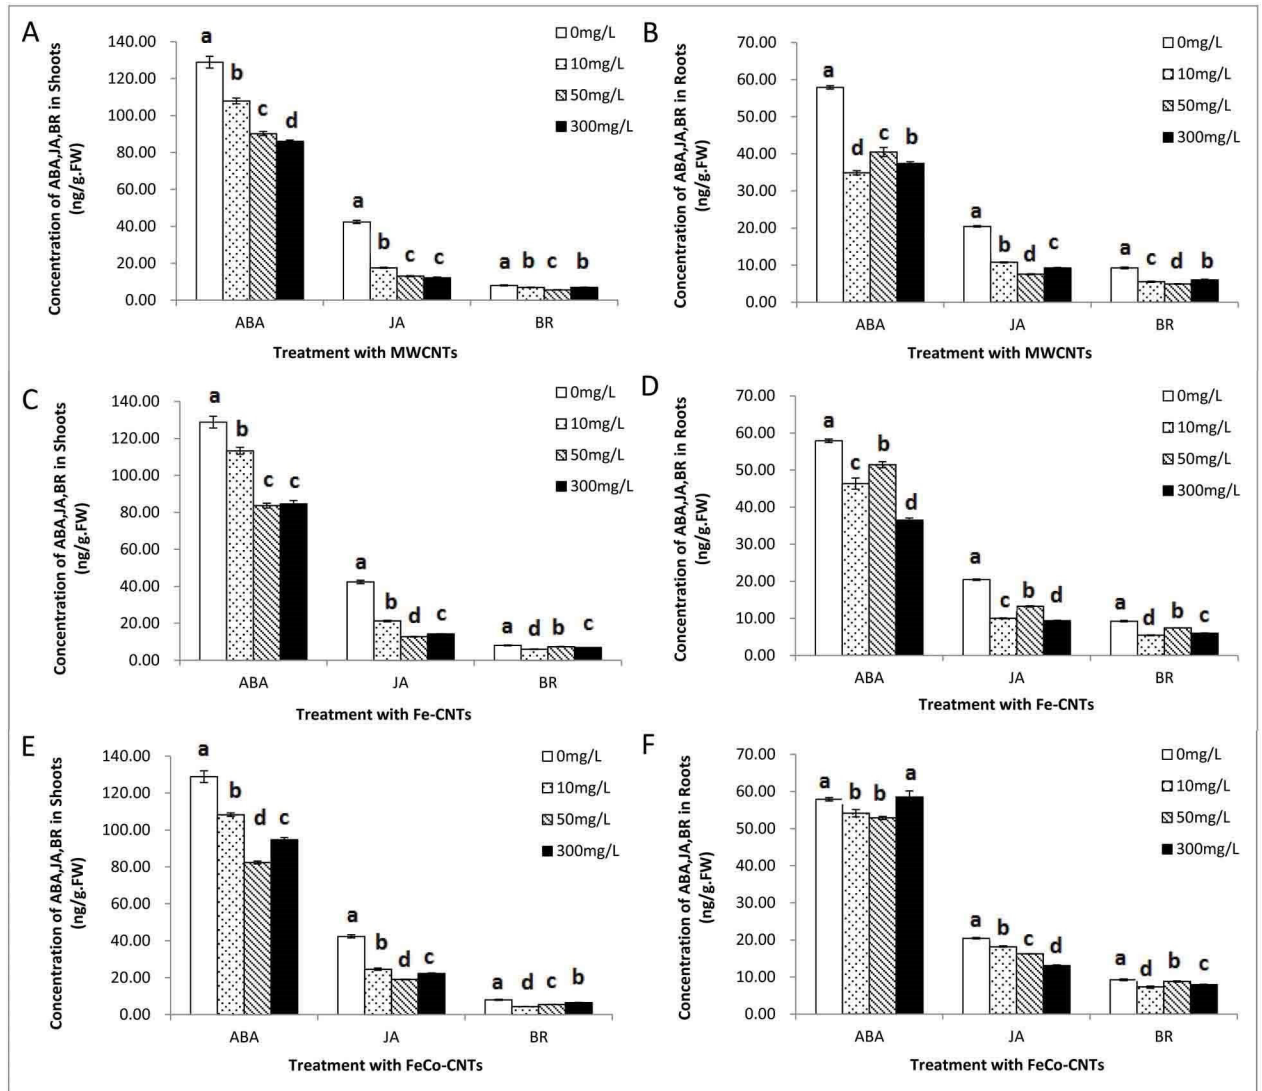 A
Concentration of ABA,JA,BR in Shoots
(ng/g.FW)
140.00
120.00
100.00
80.00
60.00
40.00
20.00
0.00
a
b
c
d
a
b
c
c
a
b
c
b
0mg/L
10mg/L
50mg/L
300mg/L
ABA
JA
BR
Treatment with MWCNTs
B
Concentration of ABA,JA,BR in Roots
(ng/g.FW)
70.00
60.00
50.00
40.00
30.00
20.00
10.00
0.00
a
d
c
b
a
b
d
c
a
c
d
b
0mg/L
10mg/L
50mg/L
300mg/L
ABA
JA
BR
Treatment with MWCNTs
C
Concentration of ABA,JA,BR in Shoots
(ng/g.FW)
140.00
120.00
100.00
80.00
60.00
40.00
20.00
0.00
a
b
c
c
a
b
d
c
a
d
b
c
0mg/L
10mg/L
50mg/L
300mg/L
ABA
JA
BR
Treatment with Fe-CNTs
D
Concentration of ABA,JA,BR in Roots
(ng/g.FW)
70.00
60.00
50.00
40.00
30.00
20.00
10.00
0.00
a
c
b
d
a
c
b
d
a
d
b
c
0mg/L
10mg/L
50mg/L
300mg/L
ABA
JA
BR
Treatment with Fe-CNTs
E
Concentration of ABA,JA,BR in Shoots
(ng/g.FW)
140.00
120.00
100.00
80.00
60.00
40.00
20.00
0.00
a
b
d
c
a
b
d
c
a
d
c
b
0mg/L
10mg/L
50mg/L
300mg/L
ABA
JA
BR
Treatment with FeCo-CNTs
F
Concentration of ABA,JA,BR in Roots
(ng/g.FW)
70.00
60.00
50.00
40.00
30.00
20.00
10.00
0.00
a
b
b
a
a
b
c
d
a
d
b
c
0mg/L
10mg/L
50mg/L
300mg/L
ABA
JA
BR
Treatment with FeCo-CNTs